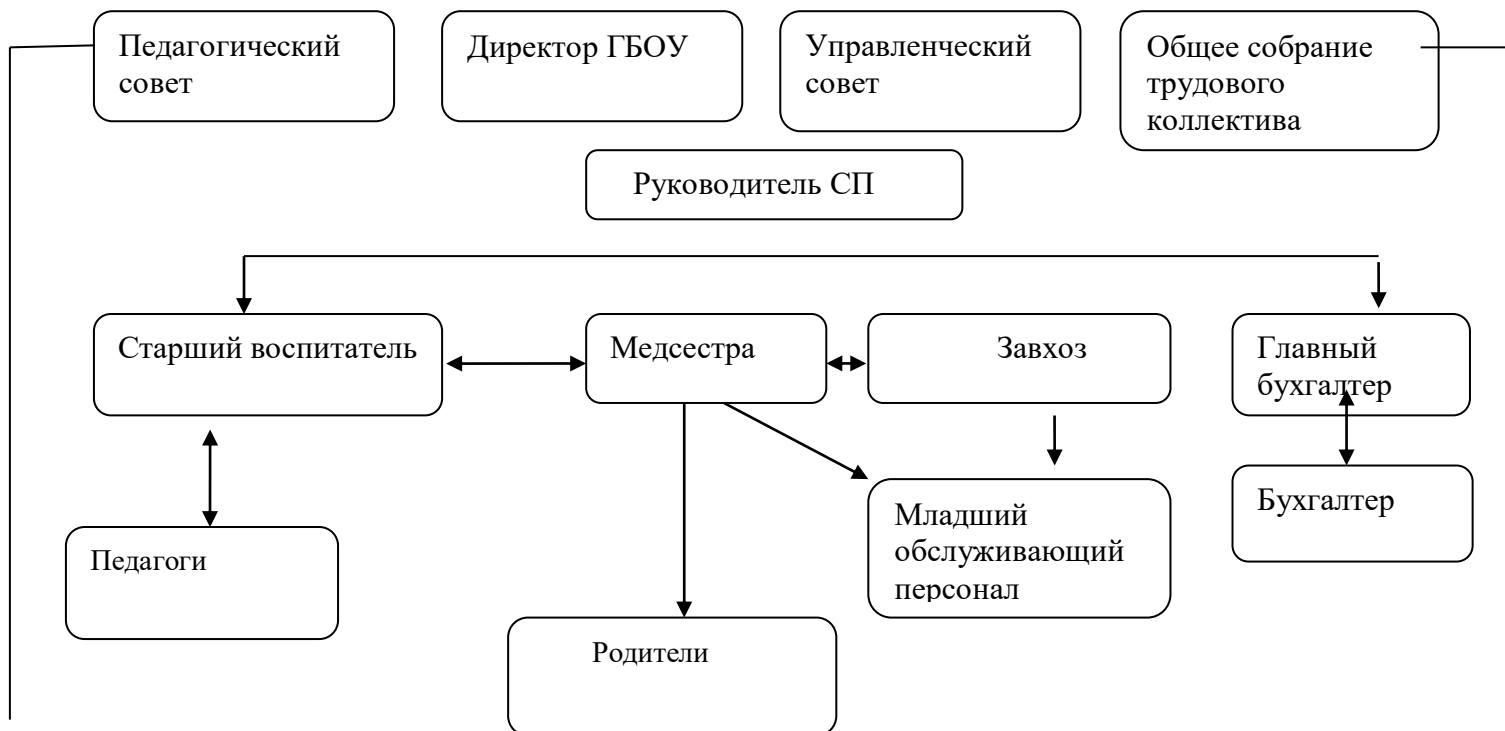 Педагогический
совет
Директор ГБОУ
Управленческий
совет
Общее собрание
трудового
коллектива
Руководитель СП
Старший воспитатель
Медсестра
Завхоз
Главный
бухгалтер
Младший
обслуживающий
персонал
Бухгалтер
Педагоги
Родители